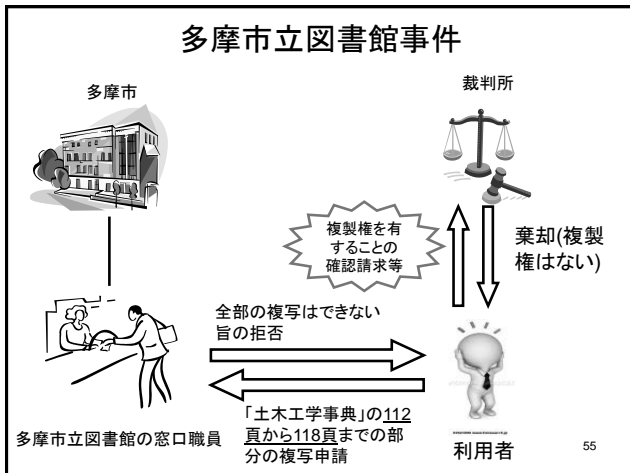 多摩市立図書館事件
多摩市
裁判所
複製権を有
することの
確認請求等
棄却(複製
権はない)
全部の複写はできない
旨の拒否
「土木工学事典」の112
頁から118頁までの部
分の複写申請
多摩市立図書館の窓口職員
利用者
55